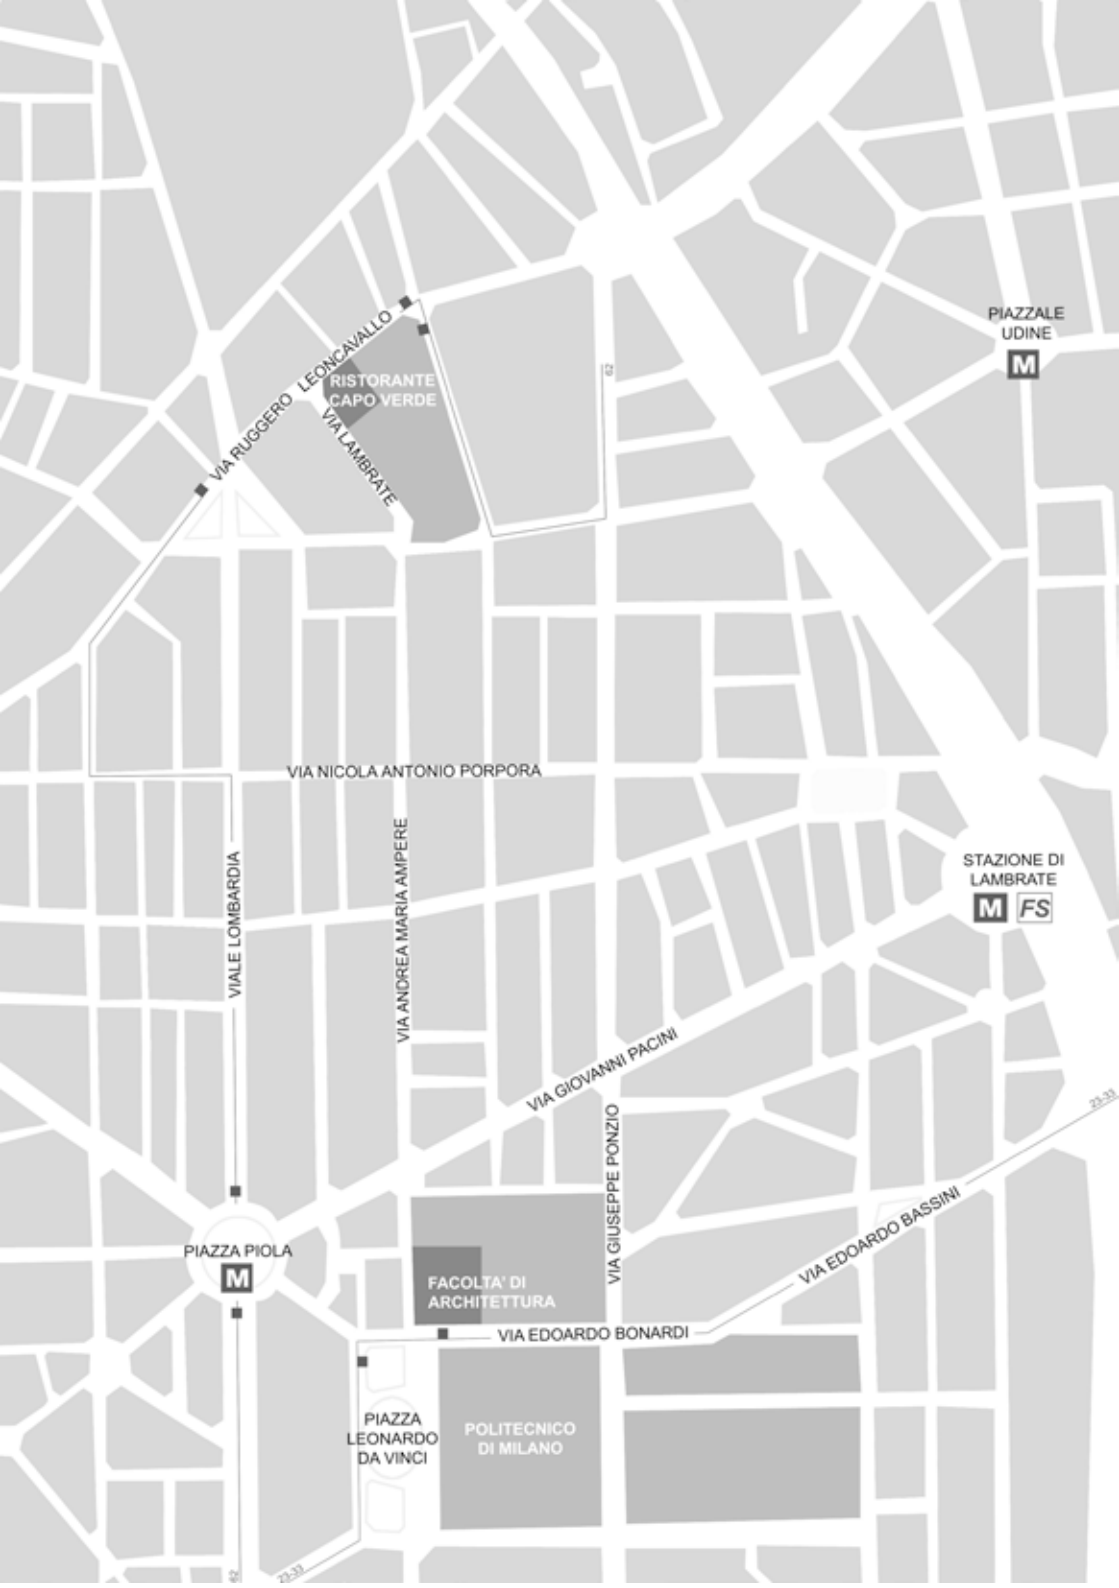 PIAZZALE
UDINE
M
VIA RUGGERO LEONCAVALLO
62
RISTORANTE
CAPO VERDE
VIA LAMBRATE
VIA NICOLA ANTONIO PORPORA
VIALE LOMBARDIA
VIA ANDREA MARIA AMPERE
STAZIONE DI
LAMBRATE
M FS
VIA GIOVANNI PACINI
23-33
VIA GIUSEPPE PONZIO
VIA EDOARDO BASSINI
PIAZZA PIOLA
M
FACOLTA' DI
ARCHITETTURA
VIA EDOARDO BONARDI
PIAZZA
LEONARDO
DA VINCI
POLITECNICO
DI MILANO
62
23-33